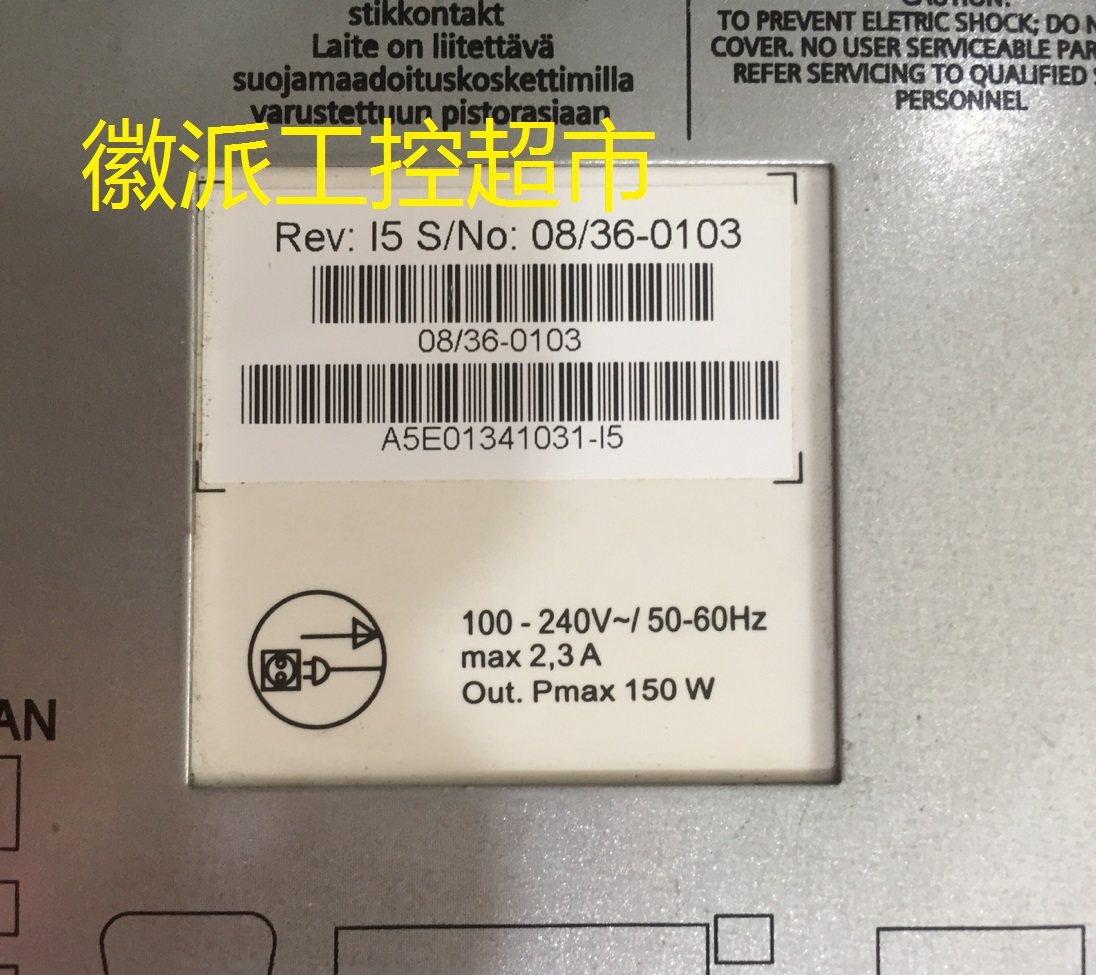 stikkontakt
Laite on liitettävä
suojamaadoituskoskettimilla
varustettuun pistorasiaan
CAUTION:
TO PREVENT ELETRIC SHOCK; DO
COVER. NO USER SERVICEABLE
REFER SERVICING TO QUALIFIED
PERSONNEL
徽派工控超市
Rev: I5 S/No: 08/36-0103
08/36-0103
A5E01341031-I5
100 - 240V~/ 50-60Hz
max 2,3 A
Out. Pmax 150 W